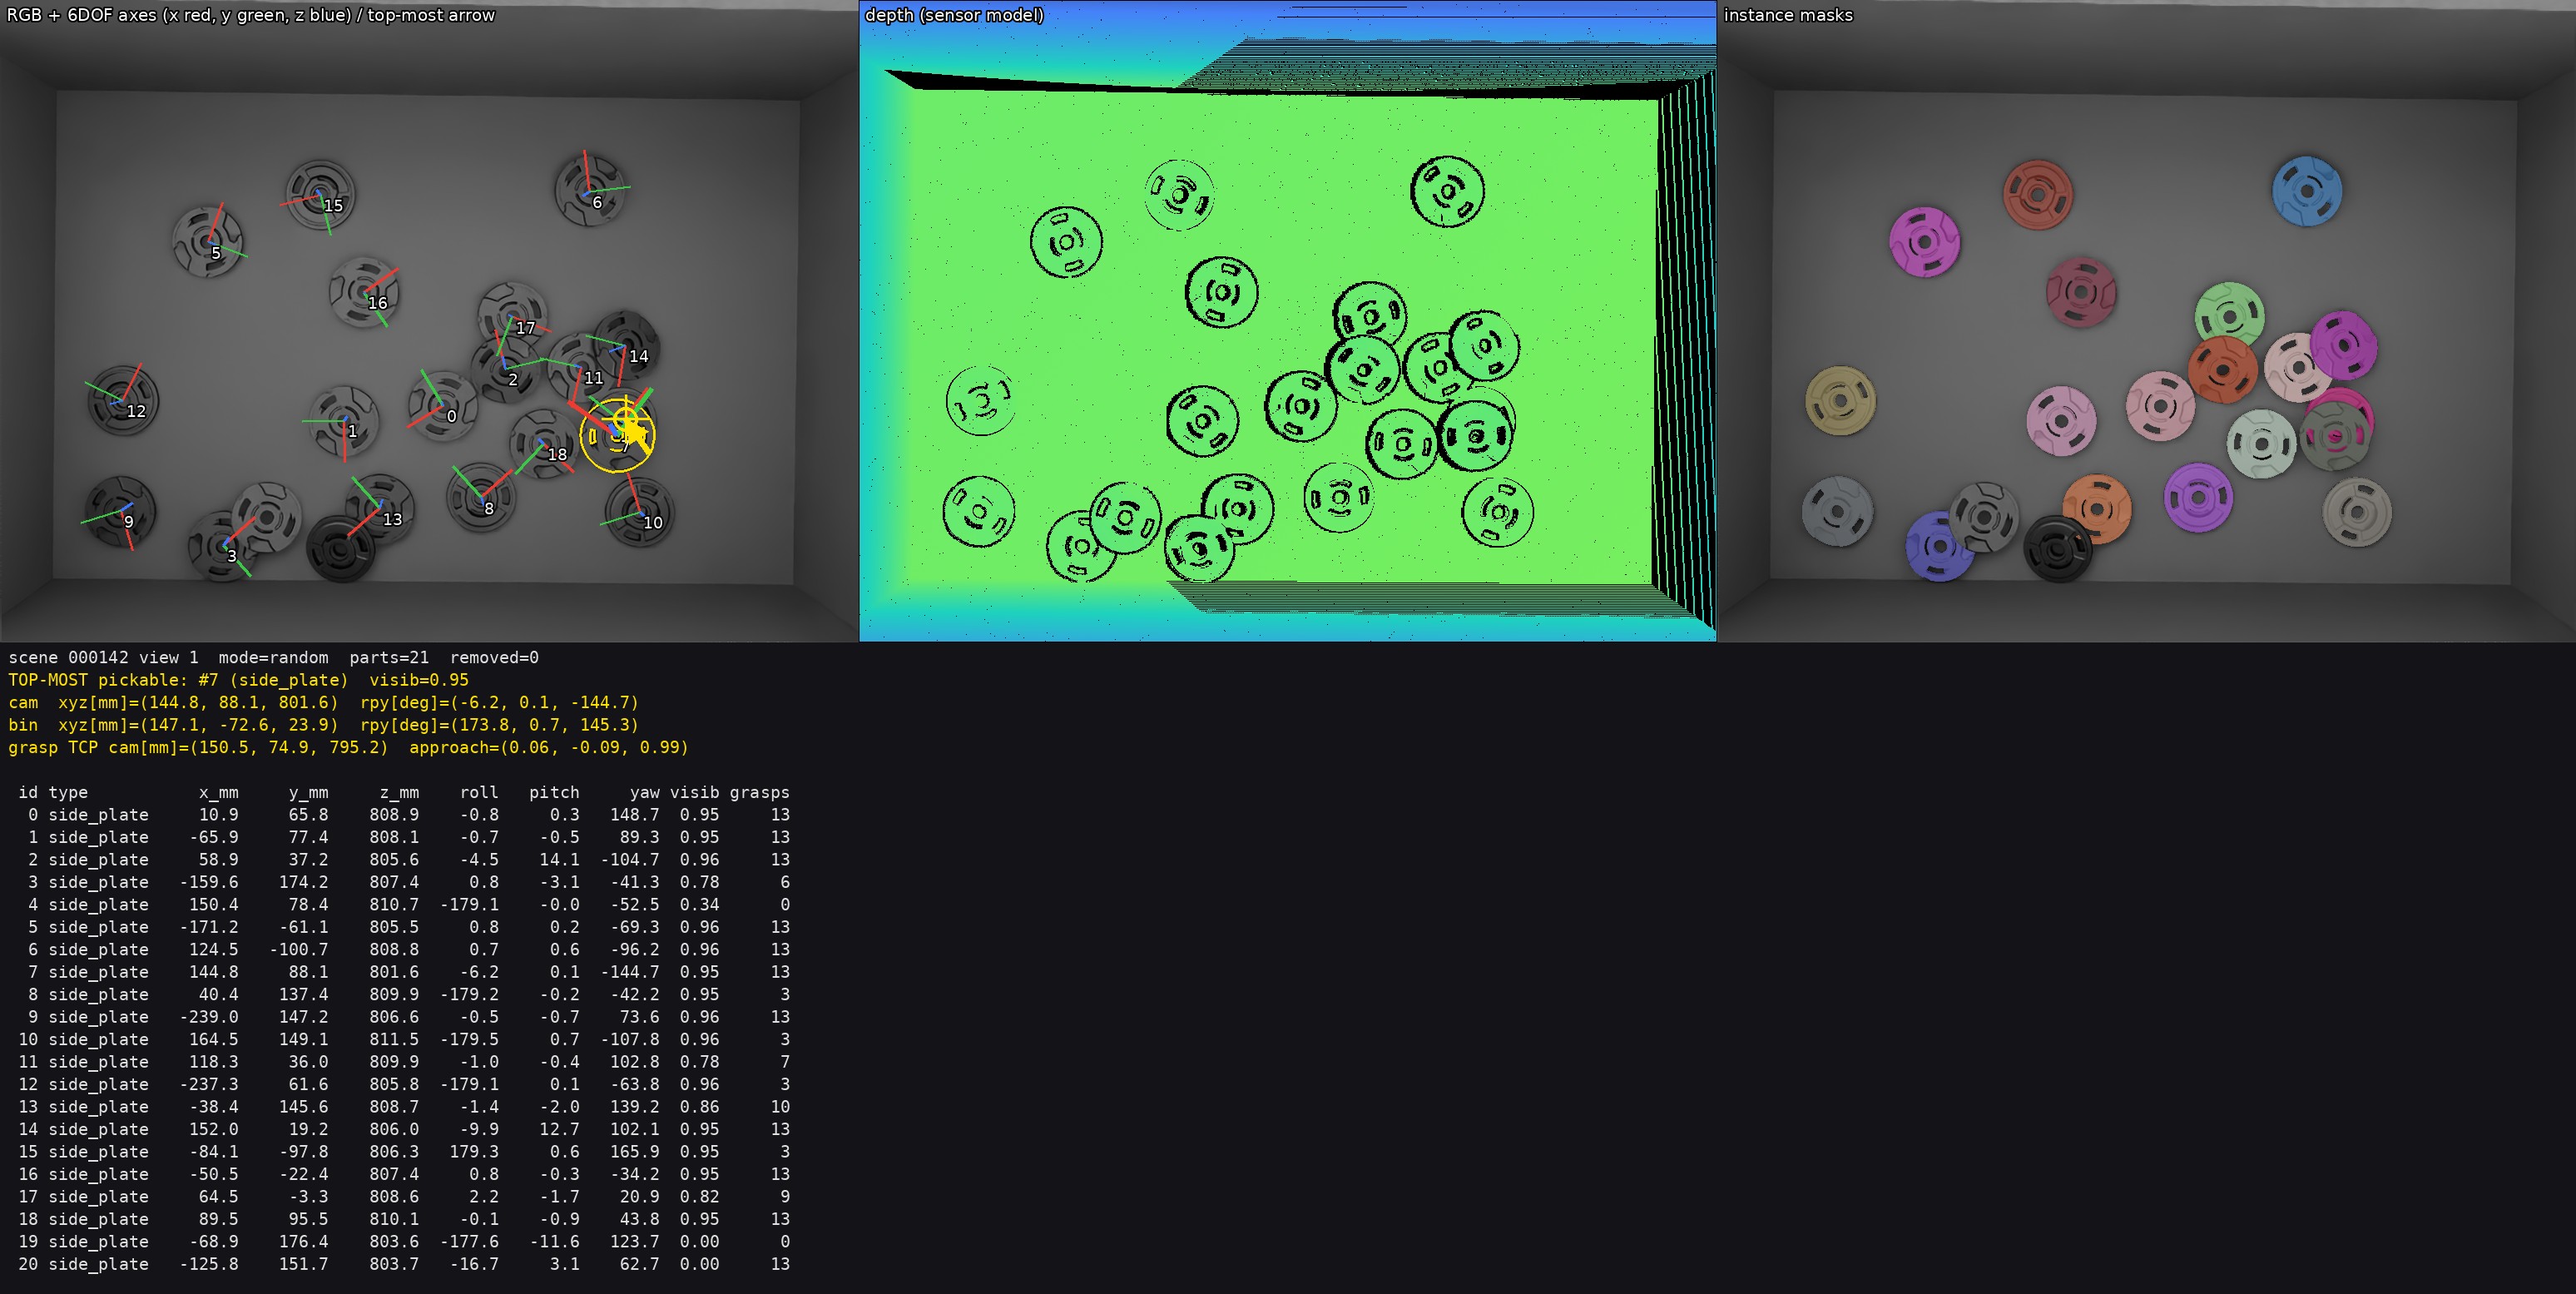 RGB + 6DOF axes (x red, y green, z blue) / top-most arrow
depth (sensor model)
instance masks
15
6
5
16
17
14
11
2
12
0
1
7
18
8
9
13
10
3
scene 000142 view 1 mode=random parts=21 removed=0
TOP-MOST pickable: #7 (side_plate) visib=0.95
cam xyz[mm]=(144.8, 88.1, 801.6) rpy[deg]=(-6.2, 0.1, -144.7)
bin xyz[mm]=(147.1, -72.6, 23.9) rpy[deg]=(173.8, 0.7, 145.3)
grasp TCP cam[mm]=(150.5, 74.9, 795.2) approach=(0.06, -0.09, 0.99)
id type x_mm y_mm z_mm roll pitch yaw visib grasps
0 side_plate 10.9 65.8 808.9 -0.8 0.3 148.7 0.95 13
1 side_plate -65.9 77.4 808.1 -0.7 -0.5 89.3 0.95 13
2 side_plate 58.9 37.2 805.6 -4.5 14.1 -104.7 0.96 13
3 side_plate -159.6 174.2 807.4 0.8 -3.1 -41.3 0.78 6
4 side_plate 150.4 78.4 810.7 -179.1 -0.0 -52.5 0.34 0
5 side_plate -171.2 -61.1 805.5 0.8 0.2 -69.3 0.96 13
6 side_plate 124.5 -100.7 808.8 0.7 0.6 -96.2 0.96 13
7 side_plate 144.8 88.1 801.6 -6.2 0.1 -144.7 0.95 13
8 side_plate 40.4 137.4 809.9 -179.2 -0.2 -42.2 0.95 3
9 side_plate -239.0 147.2 806.6 -0.5 -0.7 73.6 0.96 13
10 side_plate 164.5 149.1 811.5 -179.5 0.7 -107.8 0.96 3
11 side_plate 118.3 36.0 809.9 -1.0 -0.4 102.8 0.78 7
12 side_plate -237.3 61.6 805.8 -179.1 0.1 -63.8 0.96 3
13 side_plate -38.4 145.6 808.7 -1.4 -2.0 139.2 0.86 10
14 side_plate 152.0 19.2 806.0 -9.9 12.7 102.1 0.95 13
15 side_plate -84.1 -97.8 806.3 179.3 0.6 165.9 0.95 3
16 side_plate -50.5 -22.4 807.4 0.8 -0.3 -34.2 0.95 13
17 side_plate 64.5 -3.3 808.6 2.2 -1.7 20.9 0.82 9
18 side_plate 89.5 95.5 810.1 -0.1 -0.9 43.8 0.95 13
19 side_plate -68.9 176.4 803.6 -177.6 -11.6 123.7 0.00 0
20 side_plate -125.8 151.7 803.7 -16.7 3.1 62.7 0.00 13